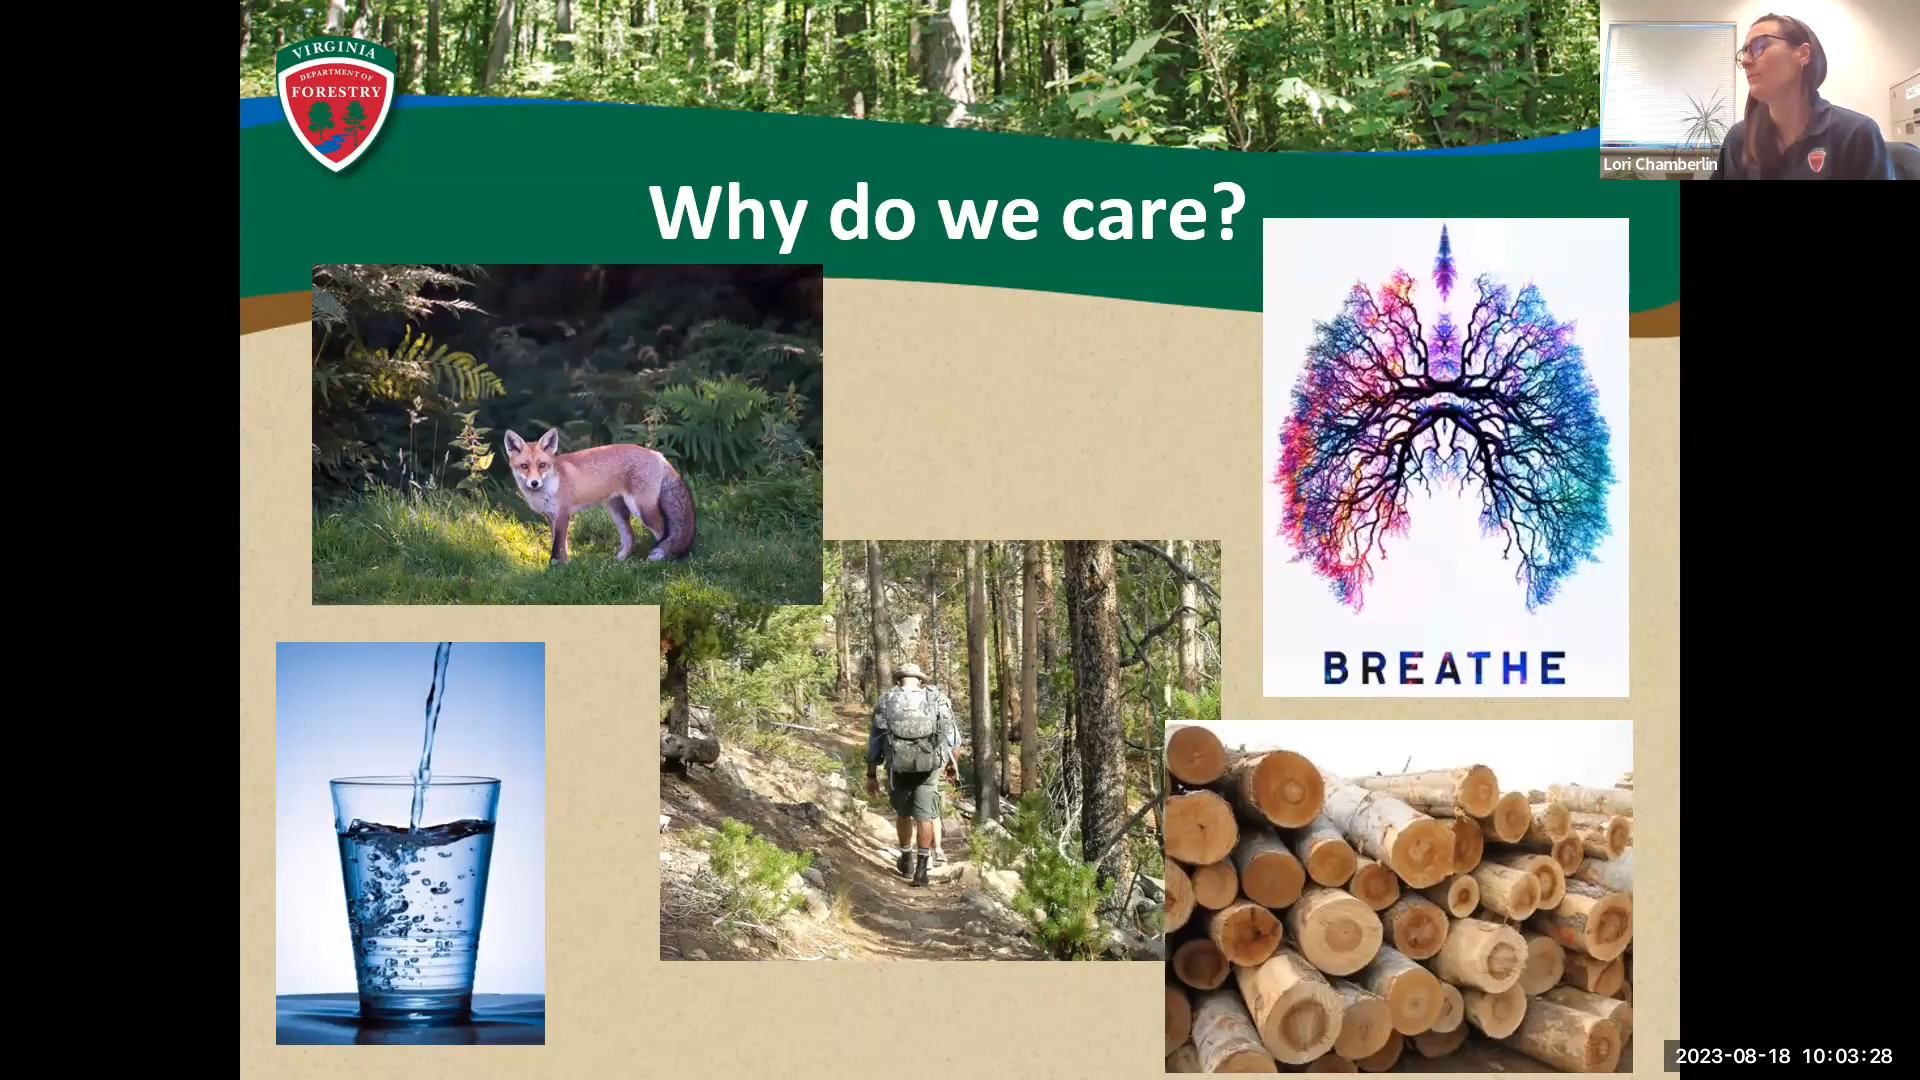 VIRGINIA
DEPARTMENT OF
FORESTRY
Lori Chamberlin
Why do we care?
BREATHE
2023-08-18 10:03:28